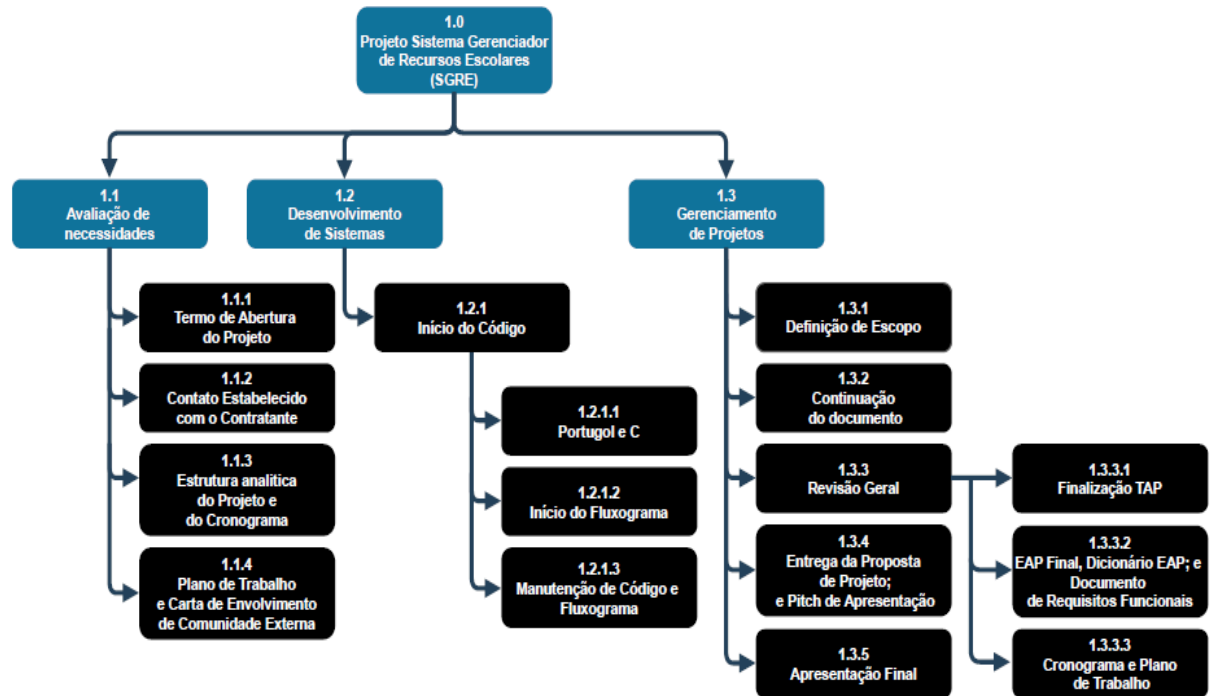 1.0
Projeto Sistema Gerenciador
de Recursos Escolares
(SGRE)
1.1
Avaliação de
necessidades
1.2
Desenvolvimento
de Sistemas
1.3
Gerenciamento
de Projetos
1.1.1
Termo de Abertura
do Projeto
1.1.2
Contato Estabelecido
com o Contratante
1.1.3
Estrutura analitica
do Projeto e
do Cronograma
1.1.4
Plano de Trabalho
e Carta de Envolvimento
de Comunidade Externa
1.2.1
Início do Código
1.2.1.1
Portugol e C
1.2.1.2
Início do Fluxograma
1.2.1.3
Manutenção de Código e
Fluxograma
1.3.1
Definição de Escopo
1.3.2
Continuação
do documento
1.3.3
Revisão Geral
1.3.3.1
Finalização TAP
1.3.3.2
EAP Final, Dicionário EAP; e
Documento
de Requisitos Funcionais
1.3.3.3
Cronograma e Plano
de Trabalho
1.3.4
Entrega da Proposta
de Projeto;
e Pitch de Apresentação
1.3.5
Apresentação Final